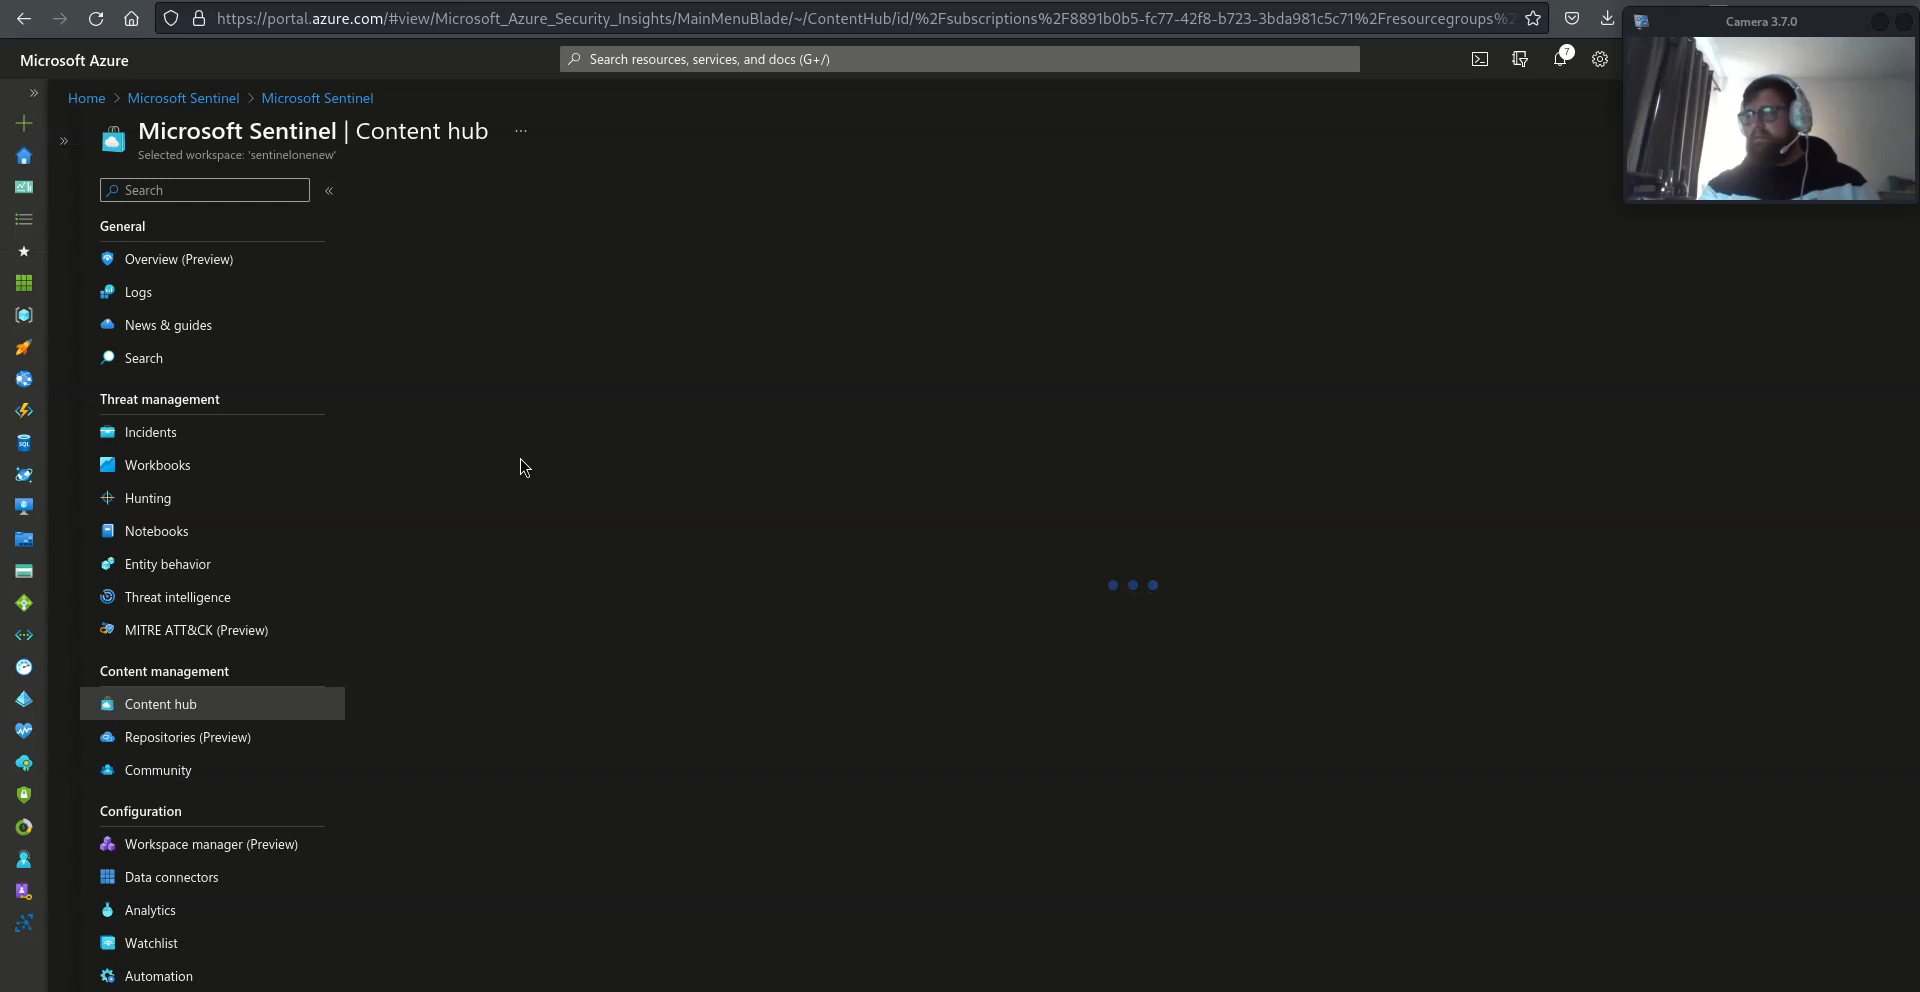 https://portal.azure.com/#view/Microsoft_Azure_Security_Insights/MainMenuBlade/~/ContentHub/id/%2Fsubscriptions%2F8891b0b5-fc77-42f8-b723-3bda981c5c71%2Fresourcegroups%2
Camera 3.7.0
Microsoft Azure
Search resources, services, and docs (G+/)
7
Home > Microsoft Sentinel > Microsoft Sentinel
Microsoft Sentinel | Content hub ...
Selected workspace: 'sentinelonenew'
Search
General
Overview (Preview)
Logs
News & guides
Search
Threat management
Incidents
Workbooks
Hunting
Notebooks
Entity behavior
Threat intelligence
MITRE ATT&CK (Preview)
Content management
Content hub
Repositories (Preview)
Community
Configuration
Workspace manager (Preview)
Data connectors
Analytics
Watchlist
Automation